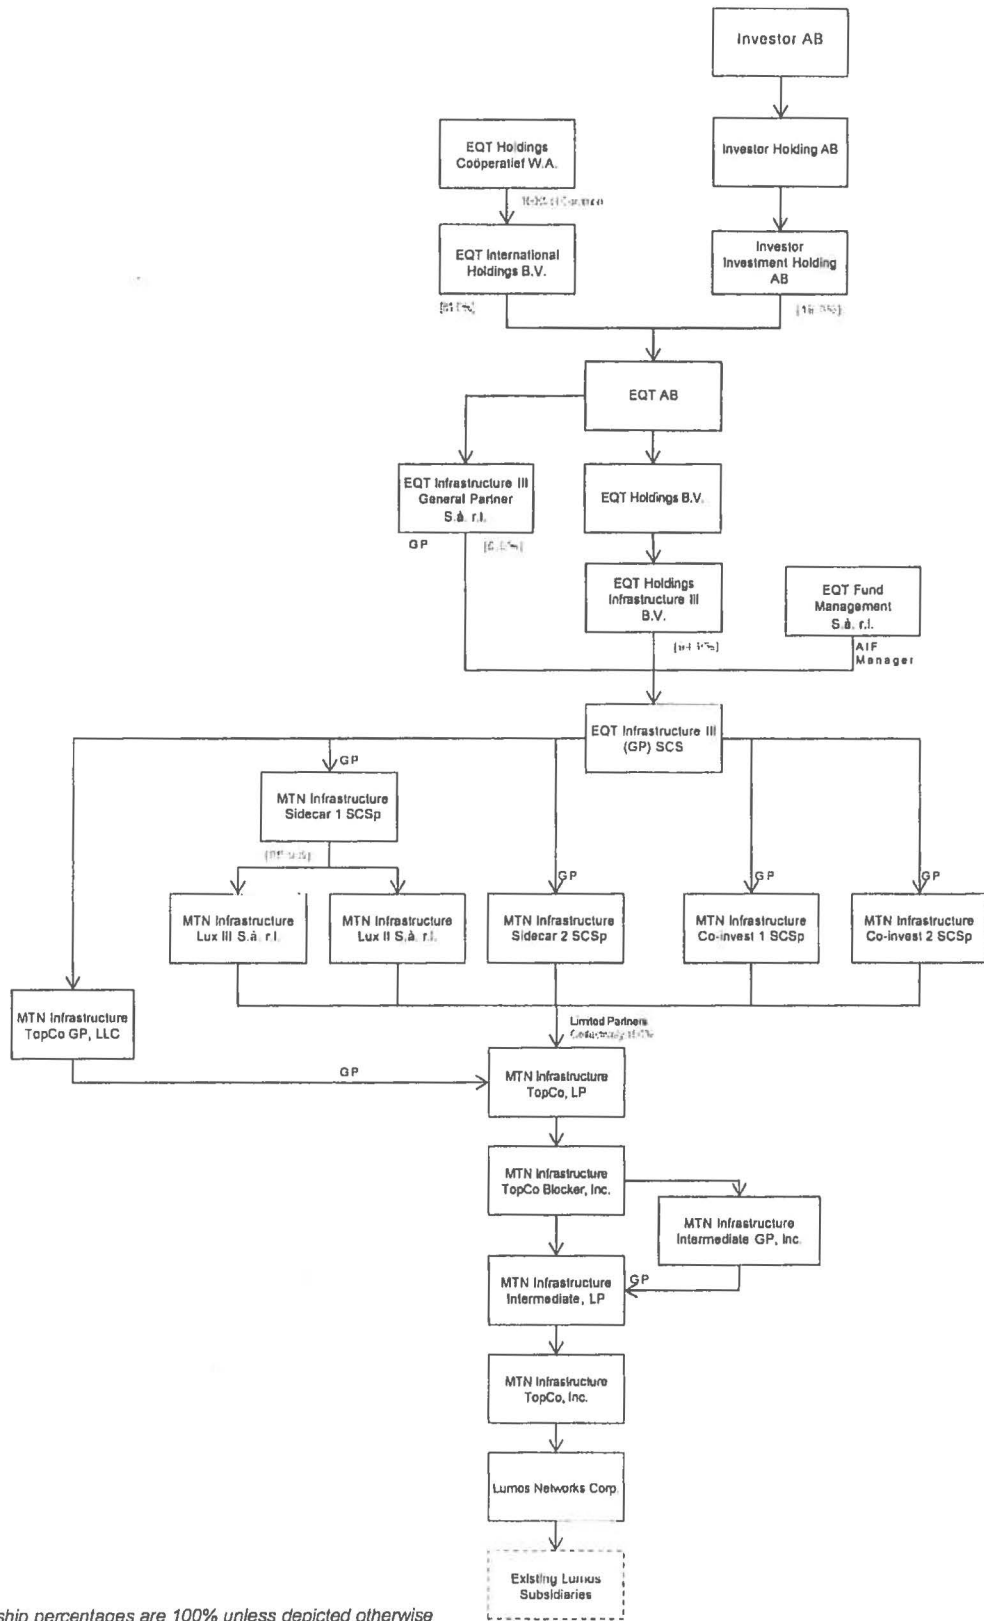 Investor AB
EQT Holdings
Coöperatief W.A.
Investor Holding AB
EQT International
Holdings B.V.
Investor
Investment Holding
AB
EQT AB
EQT Infrastructure III
General Partner
S.à. r.l.
GP
EQT Holdings B.V.
EQT Holdings
Infrastructure III
B.V.
EQT Fund
Management
S.à. r.l.
AIF
Manager
EQT Infrastructure III
(GP) SCS
GP
MTN Infrastructure
Sidecar 1 SCSp
GP
GP
GP
MTN Infrastructure
Lux III S.à. r.l.
MTN Infrastructure
Lux II S.à. r.l.
MTN Infrastructure
Sidecar 2 SCSp
MTN Infrastructure
Co-invest 1 SCSp
MTN Infrastructure
Co-invest 2 SCSp
MTN Infrastructure
TopCo GP, LLC
Limited Partners
GP
MTN Infrastructure
TopCo, LP
MTN Infrastructure
TopCo Blocker, Inc.
MTN Infrastructure
Intermediate GP, Inc.
GP
MTN Infrastructure
Intermediate, LP
MTN Infrastructure
TopCo, Inc.
Lumos Networks Corp.
Existing Lumos
Subsidiaries
ship percentages are 100% unless depicted otherwise